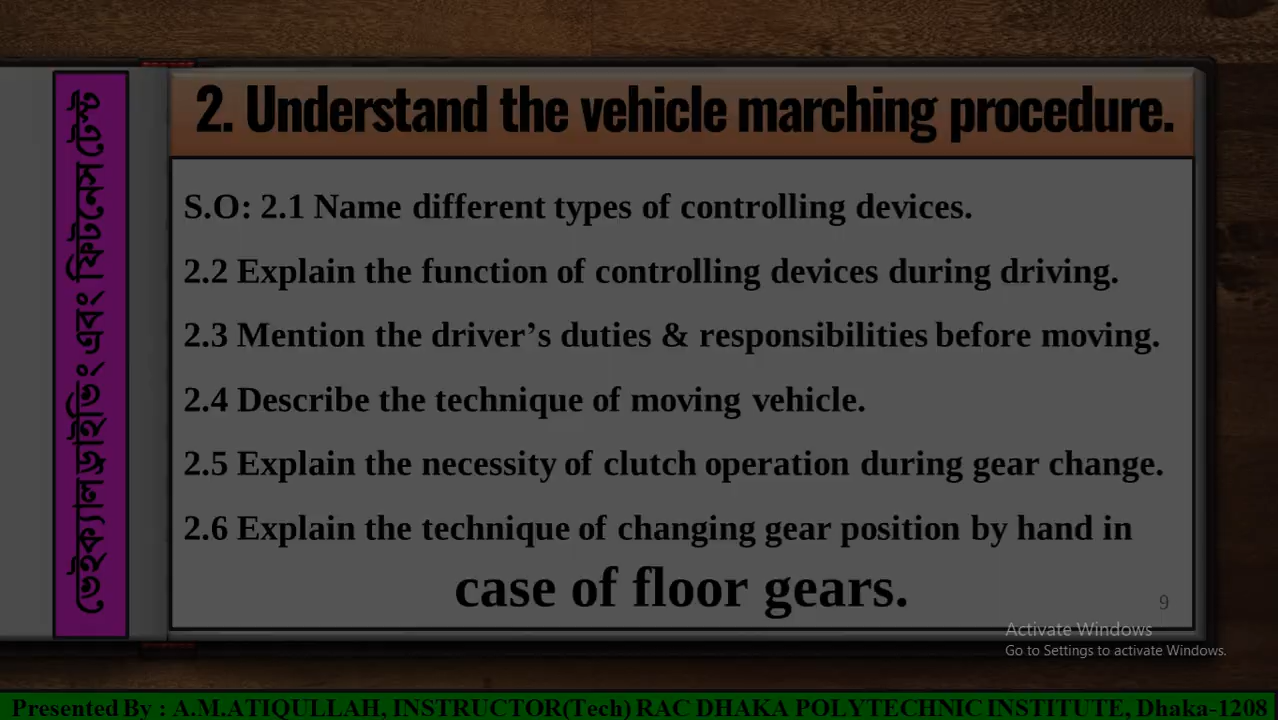 ভেইক্যাল ড্রাইভিং এবং ফিটনেস টেস্ট
2. Understand the vehicle marching procedure.
S.O: 2.1 Name different types of controlling devices.
2.2 Explain the function of controlling devices during driving.
2.3 Mention the driver’s duties & responsibilities before moving.
2.4 Describe the technique of moving vehicle.
2.5 Explain the necessity of clutch operation during gear change.
2.6 Explain the technique of changing gear position by hand in
case of floor gears.
9
Activate Windows
Go to Settings to activate Windows.
Presented By : A.M.ATIQULLAH, INSTRUCTOR(Tech) RAC DHAKA POLYTECHNIC INSTITUTE, Dhaka-1208